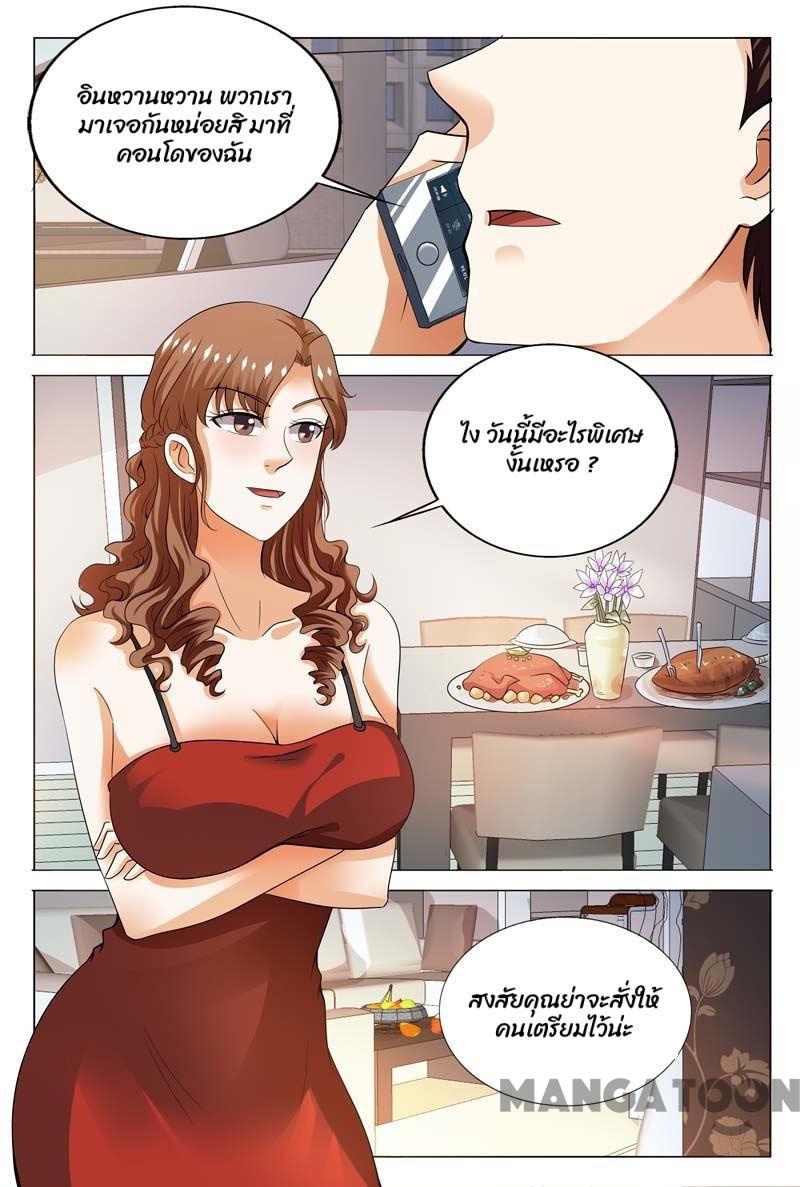 อินหวานหวาน พวกเรา
มาเจอกันหน่อยสิ มาที่
คอนโดของฉัน
ไง วันนี้มีอะไรพิเศษ
งั้นเหรอ ?
สงสัยคุณย่าจะสั่งให้
คนเตรียมไว้น่ะ
MANGATOON